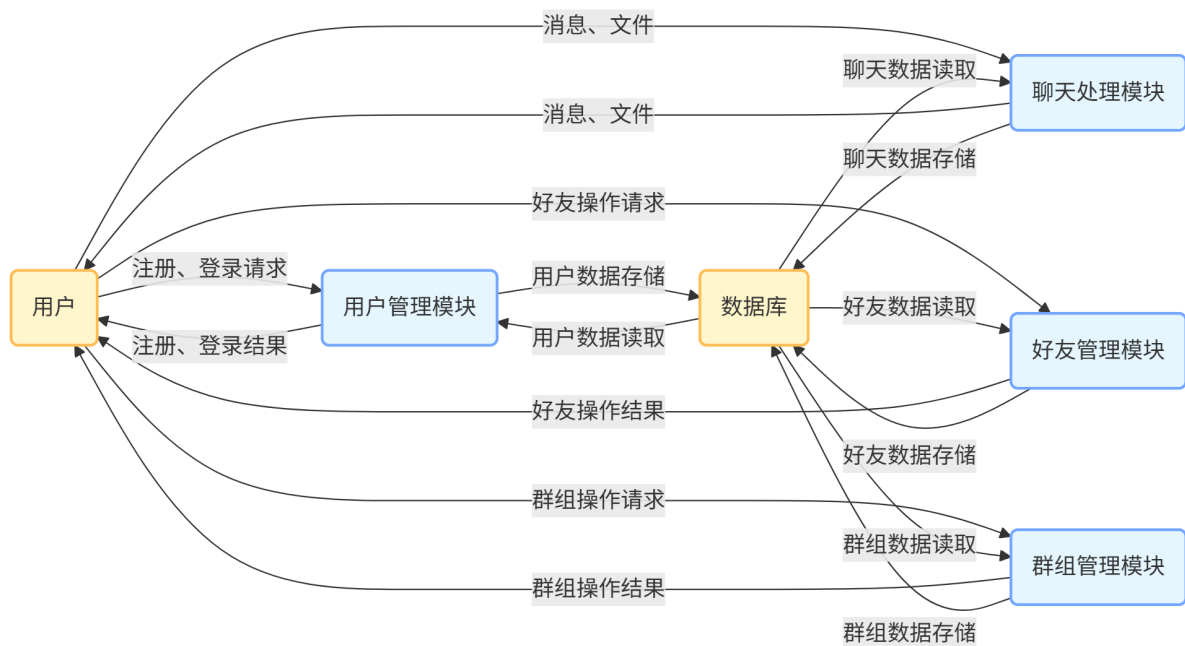 消息、文件
聊天数据读取
聊天处理模块
消息、文件
聊天数据存储
好友操作请求
注册、登录请求
用户数据存储
用户
用户管理模块
数据库
好友数据读取
用户数据读取
注册、登录结果
好友管理模块
好友操作结果
好友数据存储
群组操作请求
群组数据读取
群组管理模块
群组操作结果
群组数据存储